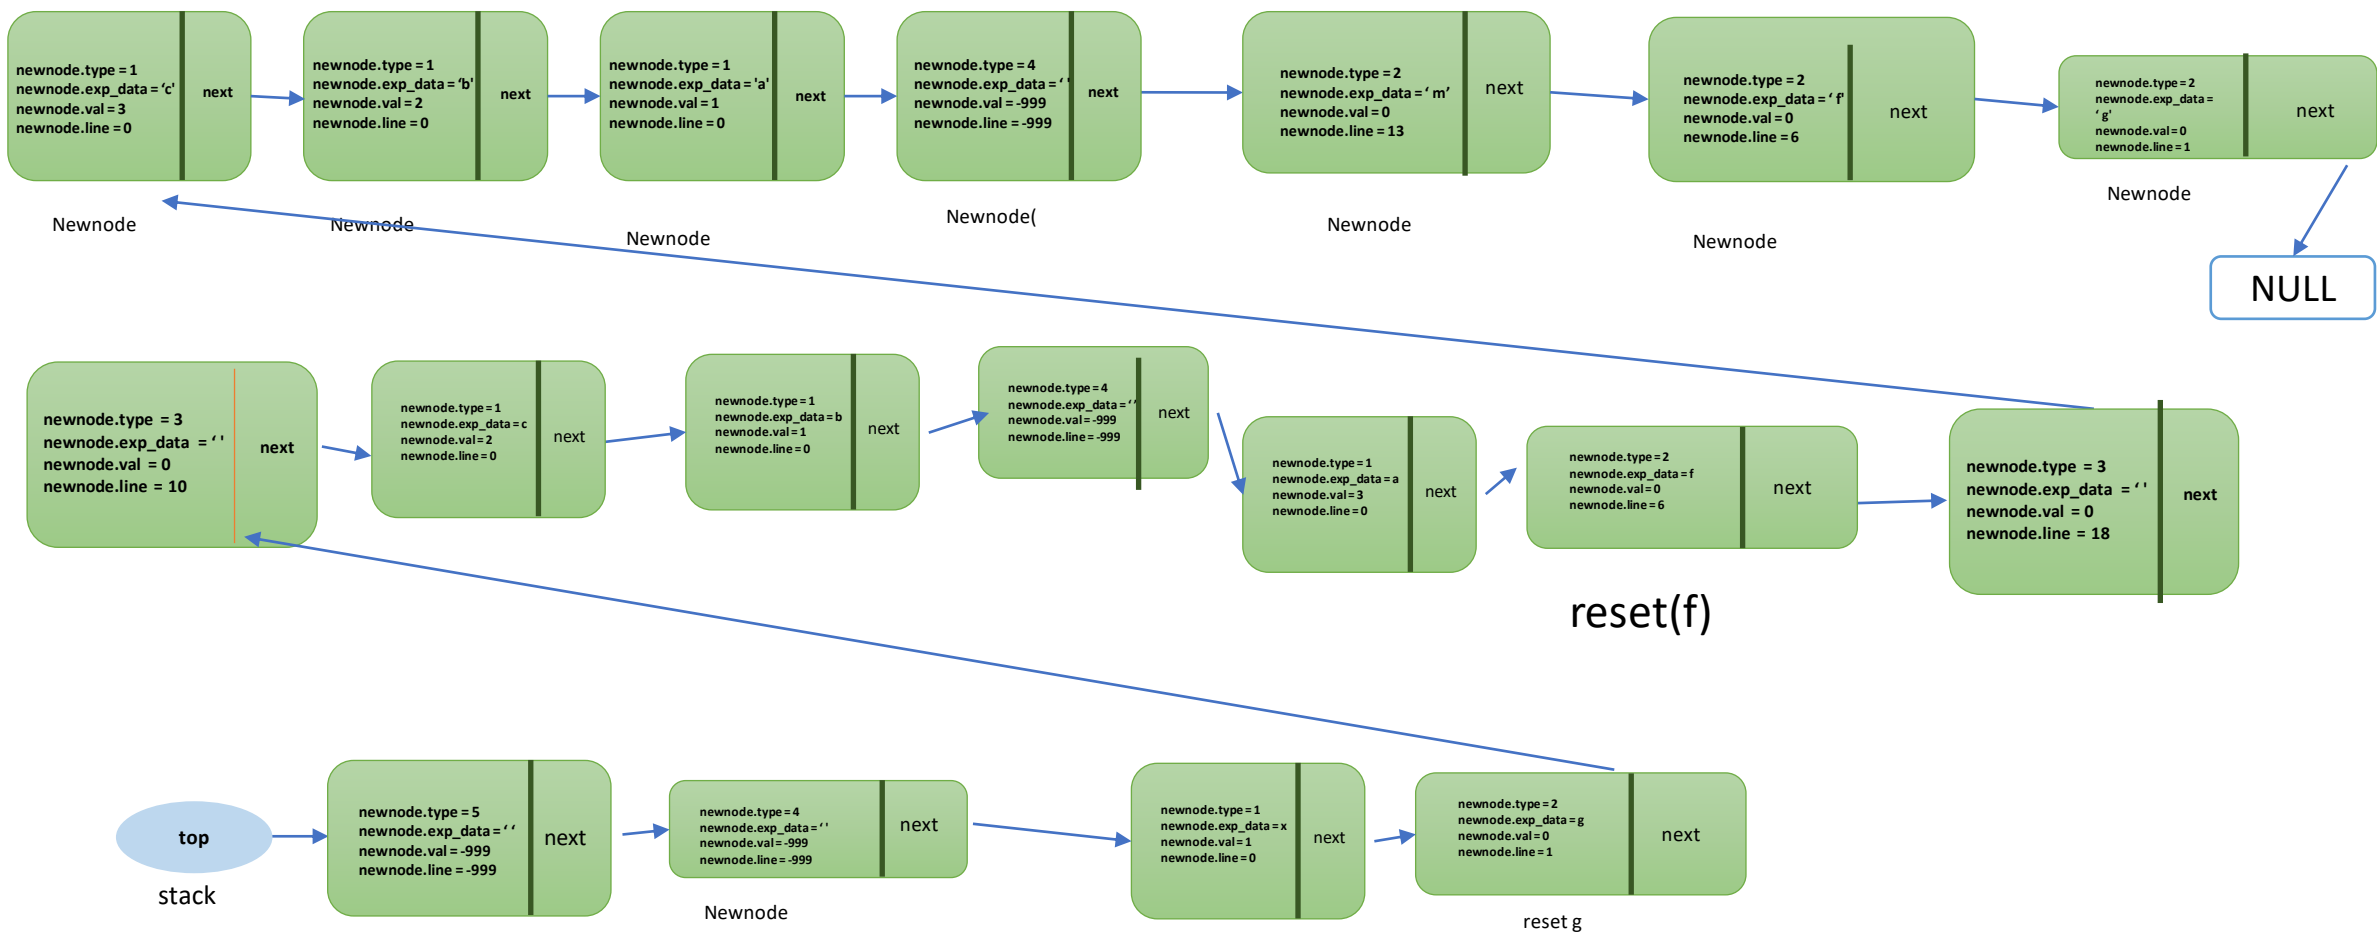 newnode.type = 1
newnode.exp_data = ‘c'
newnode.val = 3
newnode.line = 0
next
Newnode
newnode.type = 1
newnode.exp_data = ‘b'
newnode.val = 2
newnode.line = 0
next
Newnode
newnode.type = 1
newnode.exp_data = 'a'
newnode.val = 1
newnode.line = 0
next
Newnode
newnode.type = 4
newnode.exp_data = ‘ '
newnode.val = -999
newnode.line = -999
next
Newnode(
newnode.type = 2
newnode.exp_data = ‘ m’
newnode.val = 0
newnode.line = 13
next
Newnode
newnode.type = 2
newnode.exp_data = ‘ f'
newnode.val = 0
newnode.line = 6
next
Newnode
newnode.type = 2
newnode.exp_data =
‘ g'
newnode.val = 0
newnode.line = 1
next
Newnode
NULL
newnode.type = 3
newnode.exp_data = ‘ '
newnode.val = 0
newnode.line = 10
next
newnode.type = 1
newnode.exp_data = c
newnode.val = 2
newnode.line = 0
next
newnode.type = 1
newnode.exp_data = b
newnode.val = 1
newnode.line = 0
next
newnode.type = 4
newnode.exp_data = ‘ ‘
newnode.val = -999
newnode.line = -999
next
newnode.type = 1
newnode.exp_data = a
newnode.val = 3
newnode.line = 0
next
newnode.type = 2
newnode.exp_data = f
newnode.val = 0
newnode.line = 6
next
reset(f)
newnode.type = 3
newnode.exp_data = ‘ '
newnode.val = 0
newnode.line = 18
next
top
stack
newnode.type = 5
newnode.exp_data = ‘ ‘
newnode.val = -999
newnode.line = -999
next
newnode.type = 4
newnode.exp_data = ‘ '
newnode.val = -999
newnode.line = -999
next
Newnode
newnode.type = 1
newnode.exp_data = x
newnode.val = 1
newnode.line = 0
next
newnode.type = 2
newnode.exp_data = g
newnode.val = 0
newnode.line = 1
next
reset g